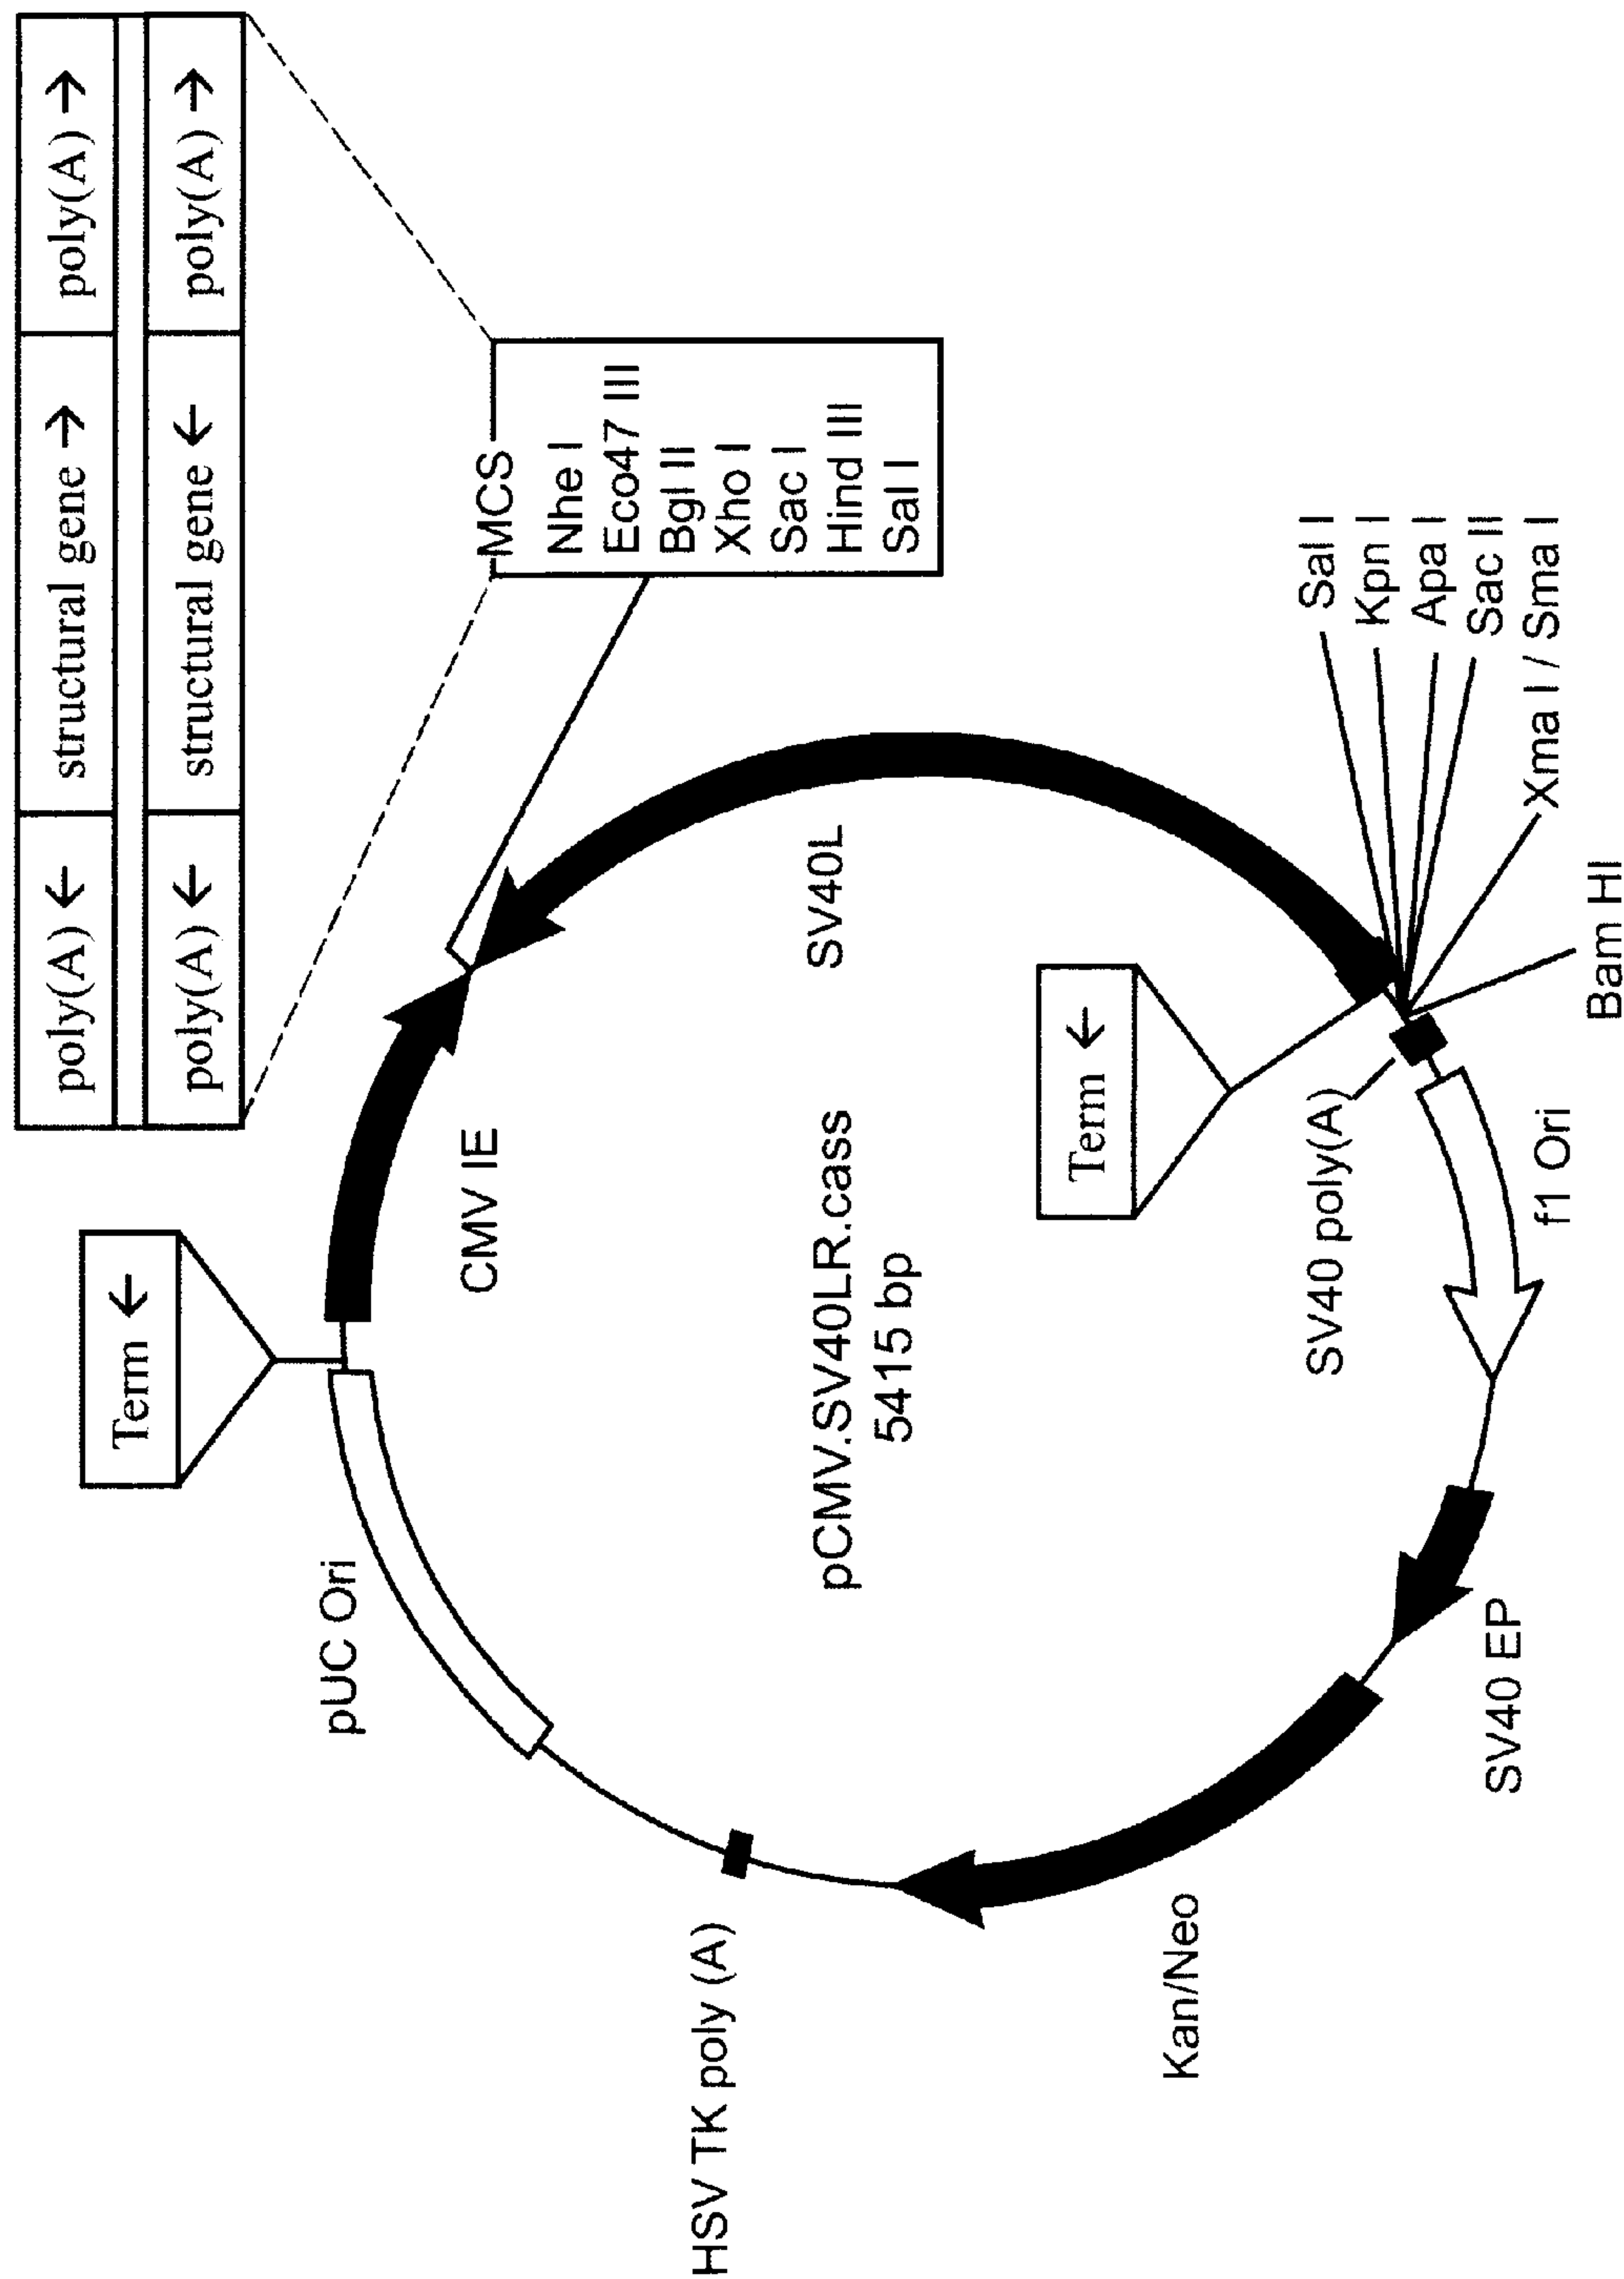 poly(A) ← structural gene → poly(A) →
poly(A) ← structural gene ← poly(A) →
MCS
Nhe I
Eco47 III
Bgl II
Xho I
Sac I
Hind III
Sal I
Term ←
pUC Ori
CMV IE
HSV TK poly (A)
SV40L
pCMV.SV40LR.cass
5415 bp
Term ←
Kan/Neo
SV40 poly(A)
Sal I
Kpn I
Apa I
Sac II
Xma I / Sma I
Bam HI
SV40 EP
f1 Ori